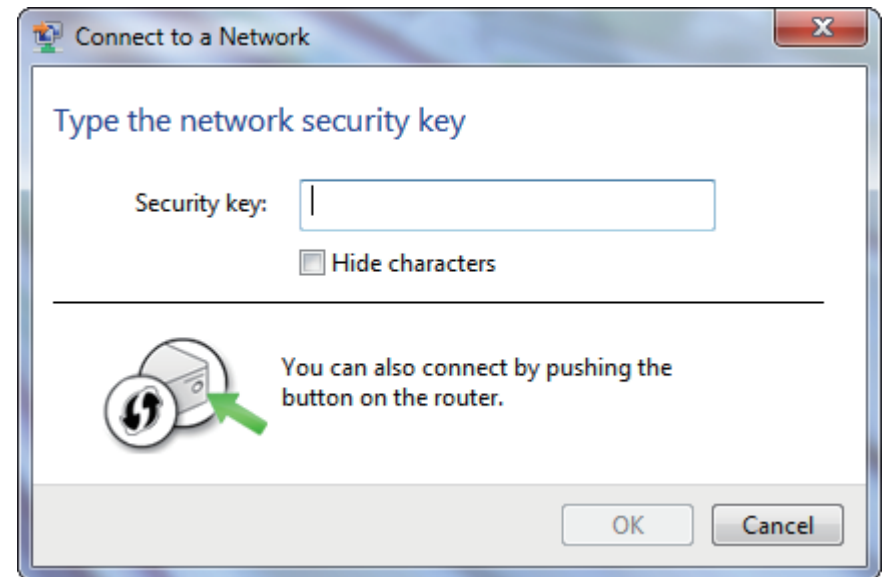 Connect to a Network
Type the network security key
Security key:
Hide characters
You can also connect by pushing the
button on the router.
OK Cancel